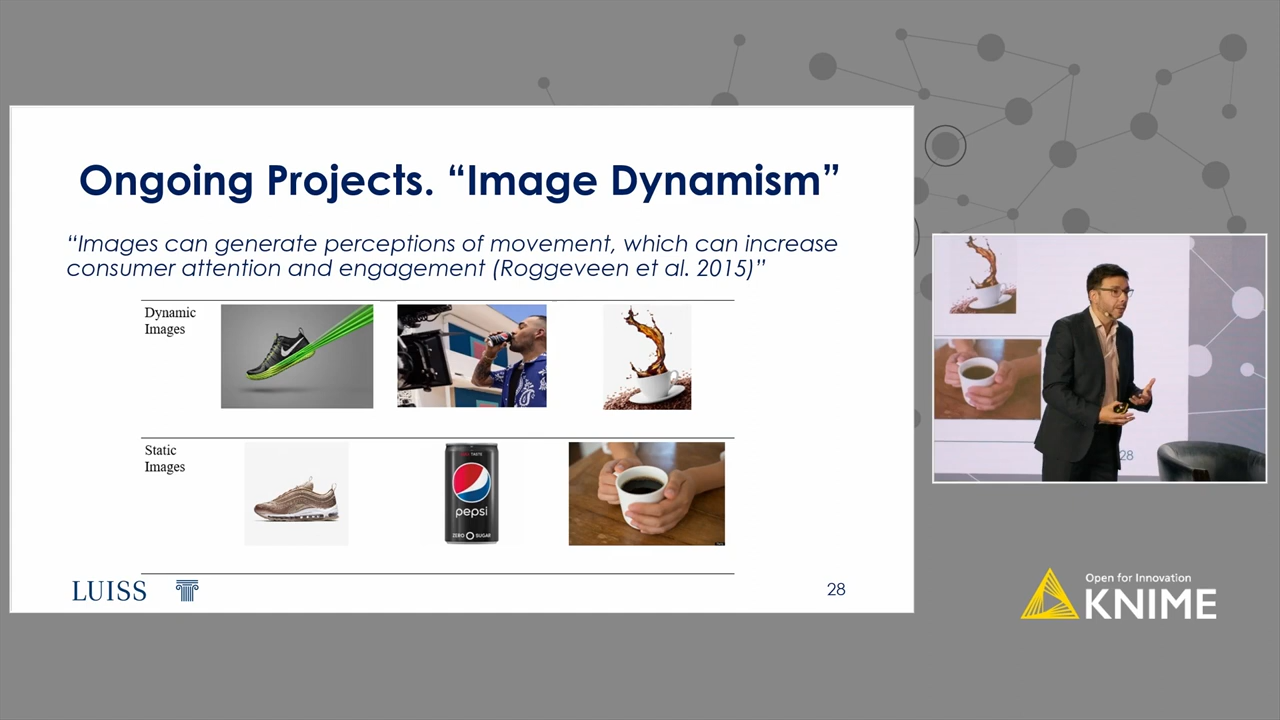 Ongoing Projects. “Image Dynamism”
“Images can generate perceptions of movement, which can increase
consumer attention and engagement (Roggeveen et al. 2015)”
Dynamic
Images
Static
Images
TASTE
pepsi
ZERO SUGAR
LUISS
28
28
Open for Innovation
KNIME